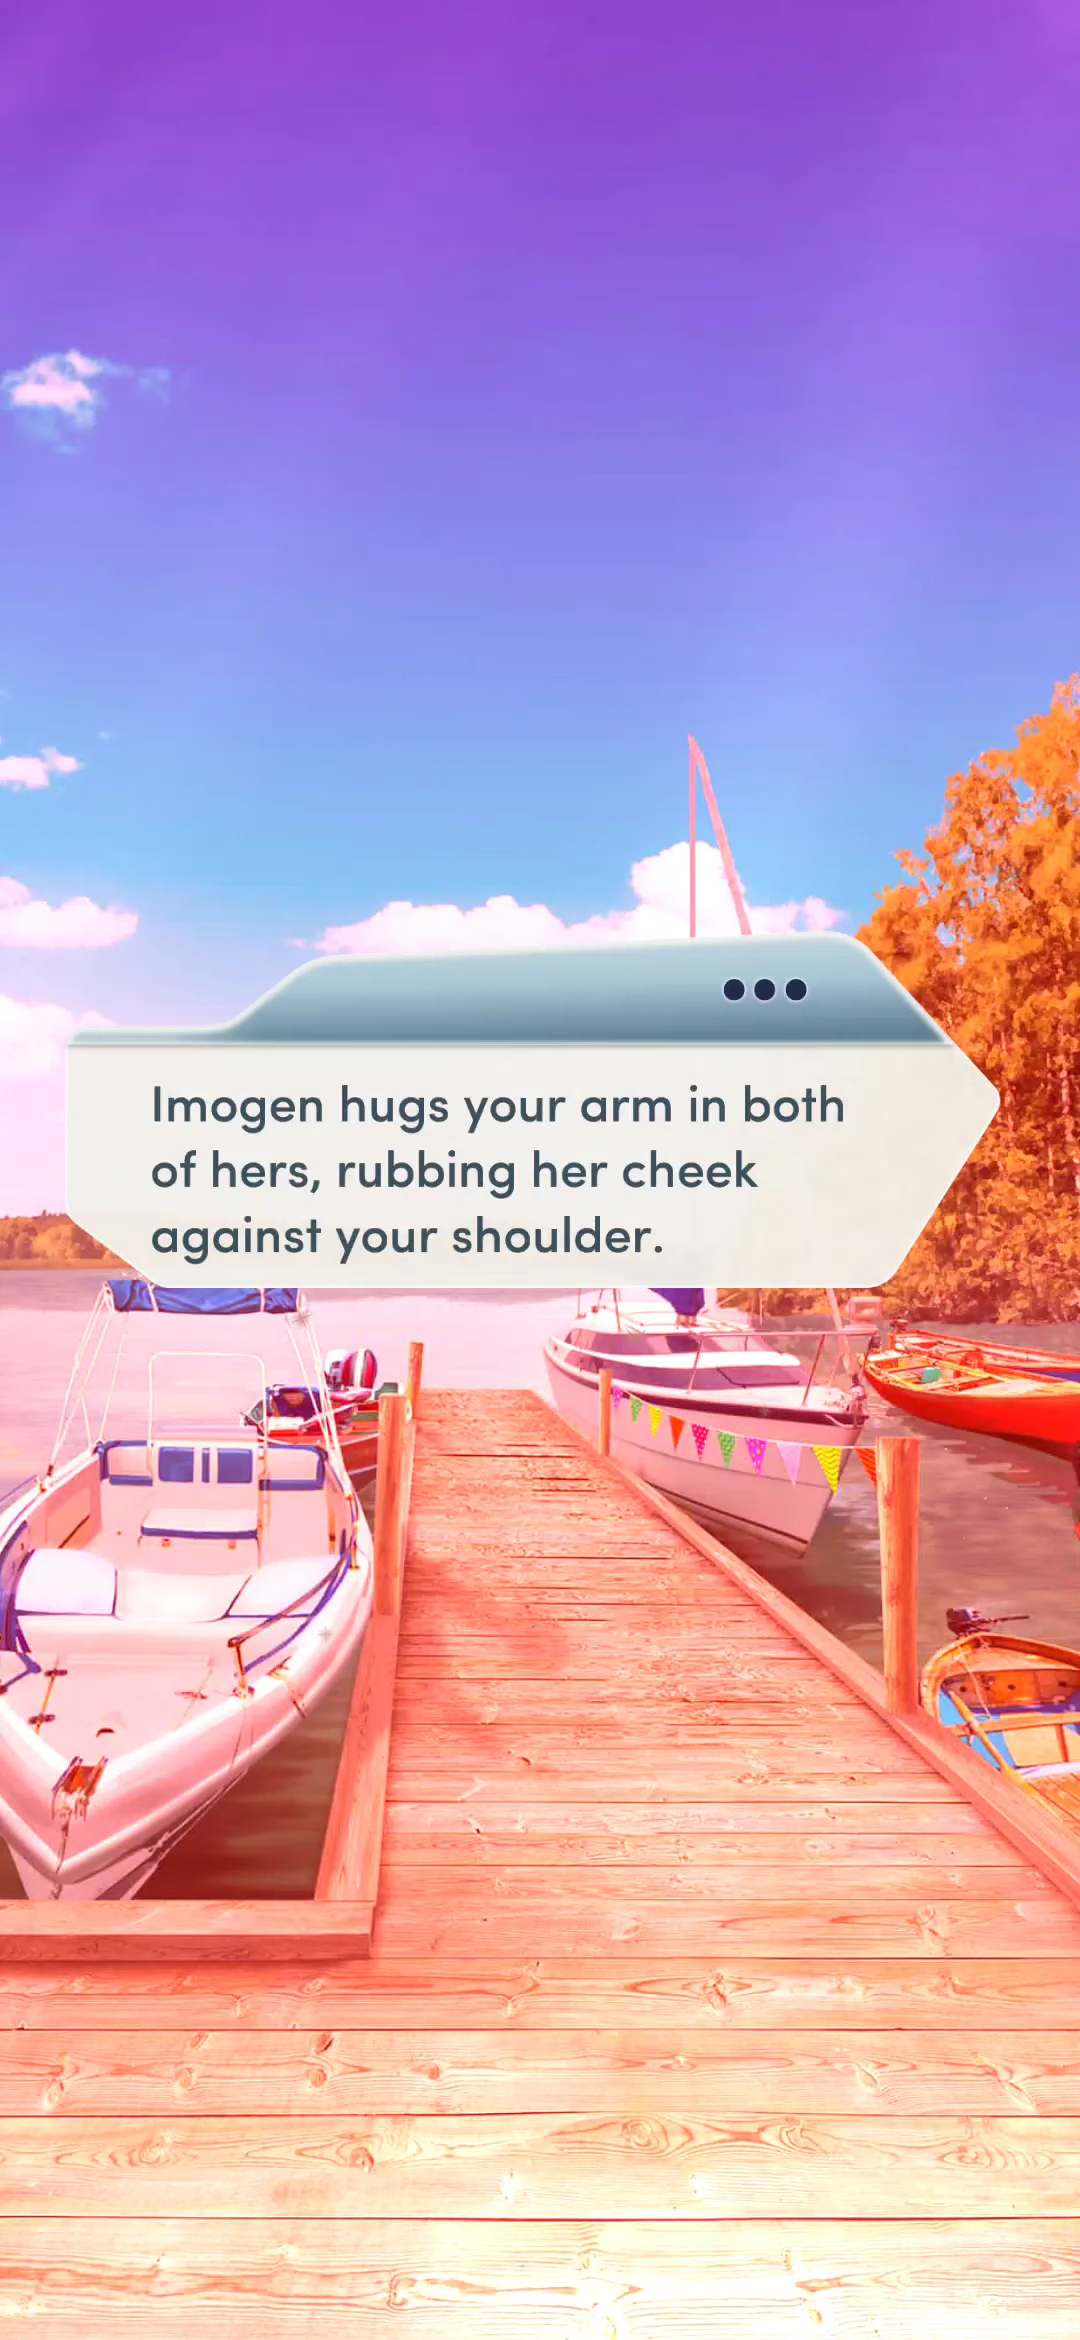 Imogen hugs your arm in both
of hers, rubbing her cheek
against your shoulder.